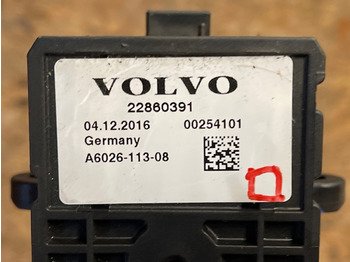 VOLVO
22860391
04.12.2016 00254101
Germany
A6026-113-08